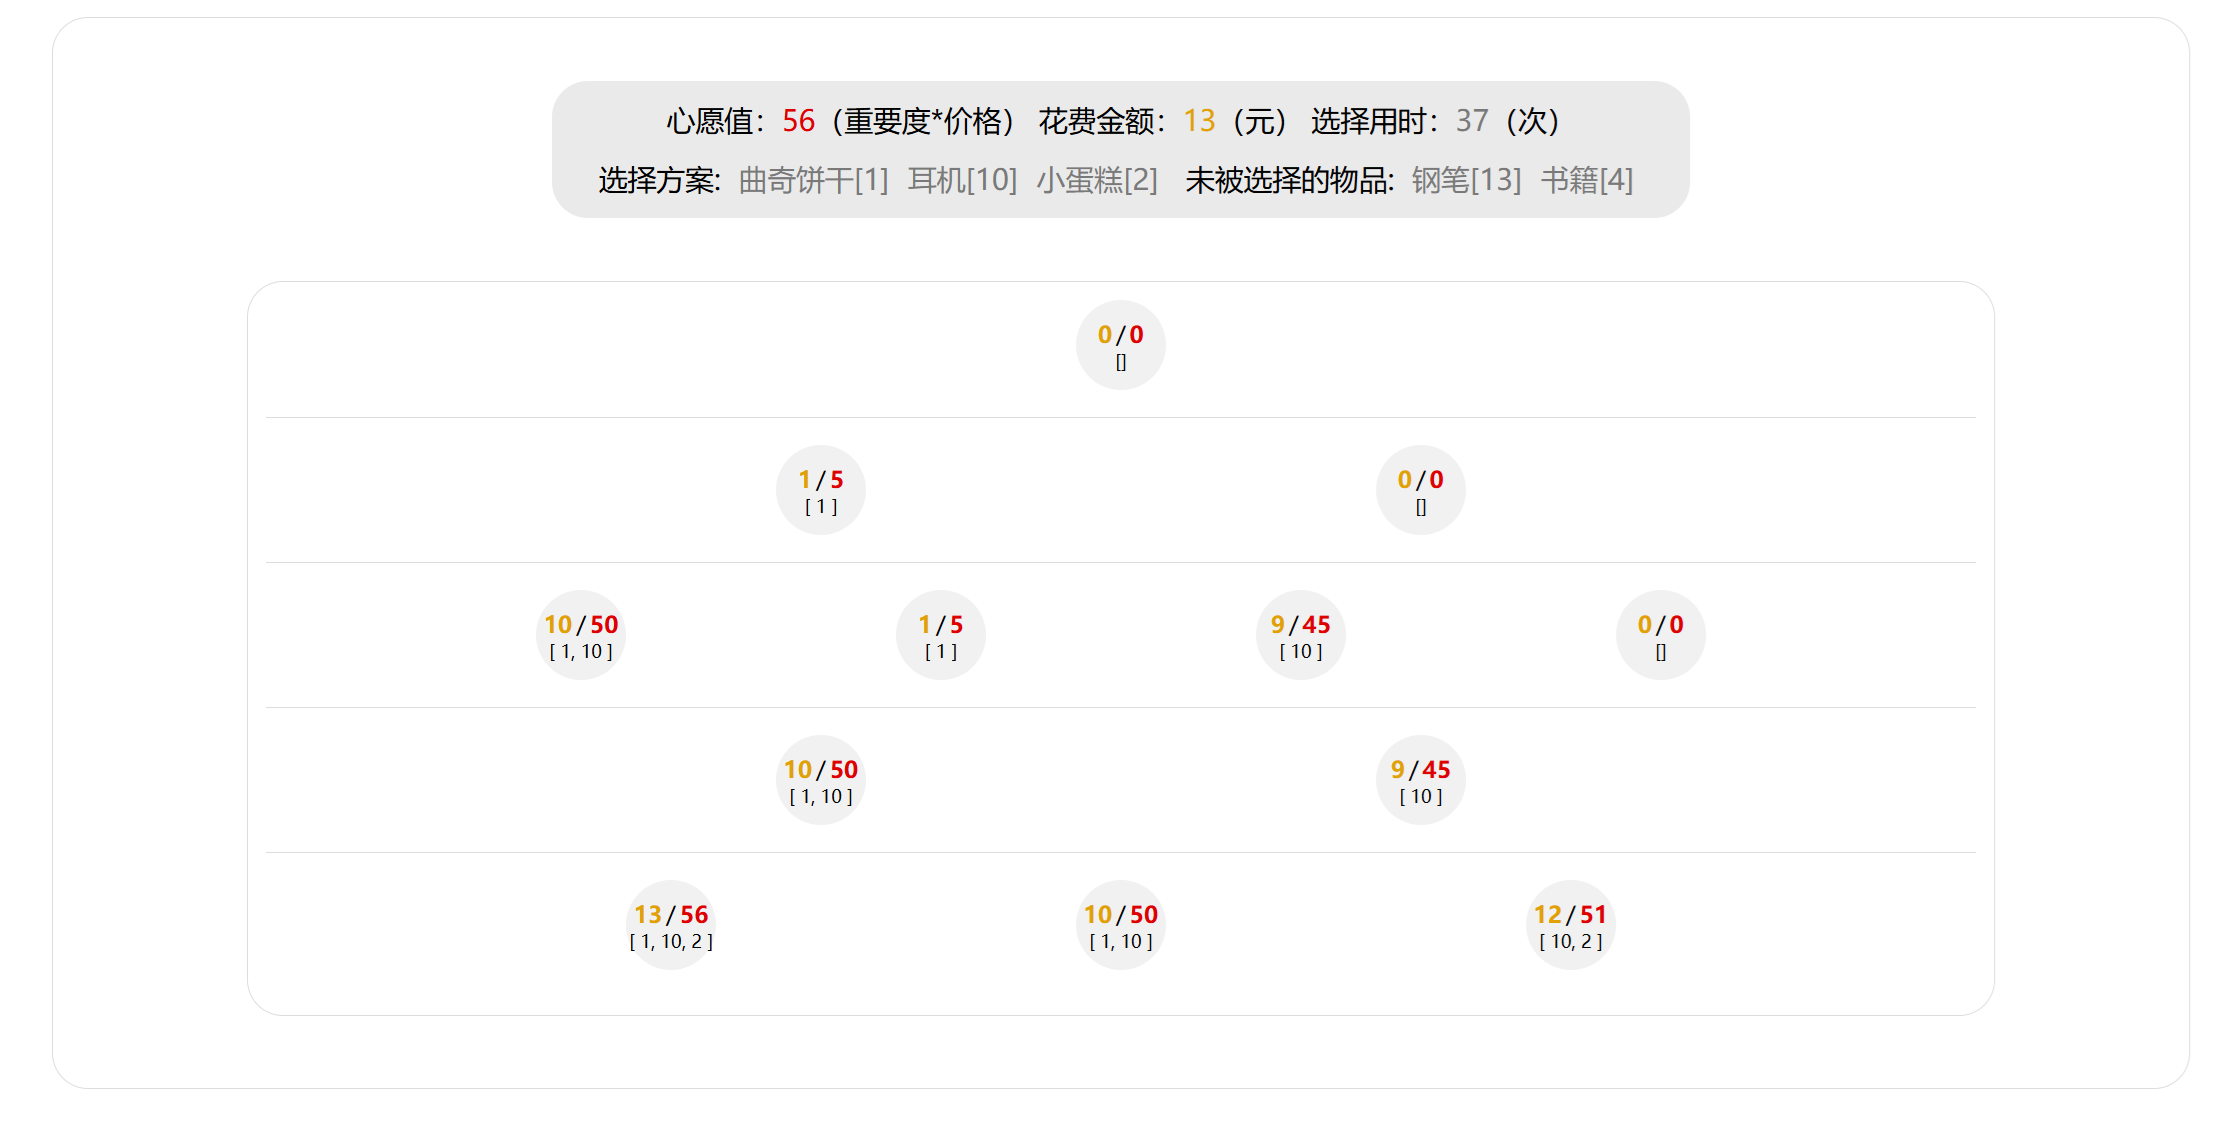 心愿值：56（重要度*价格） 花费金额：13（元） 选择用时：37（次）
选择方案: 曲奇饼干[1] 耳机[10] 小蛋糕[2] 未被选择的物品: 钢笔[13] 书籍[4]
0/0
[]
1/5
[ 1 ]
0/0
[]
10/50
[ 1, 10 ]
1/5
[ 1 ]
9/45
[ 10 ]
0/0
[]
10/50
[ 1, 10 ]
9/45
[ 10 ]
13/56
[ 1, 10, 2 ]
10/50
[ 1, 10 ]
12/51
[ 10, 2 ]